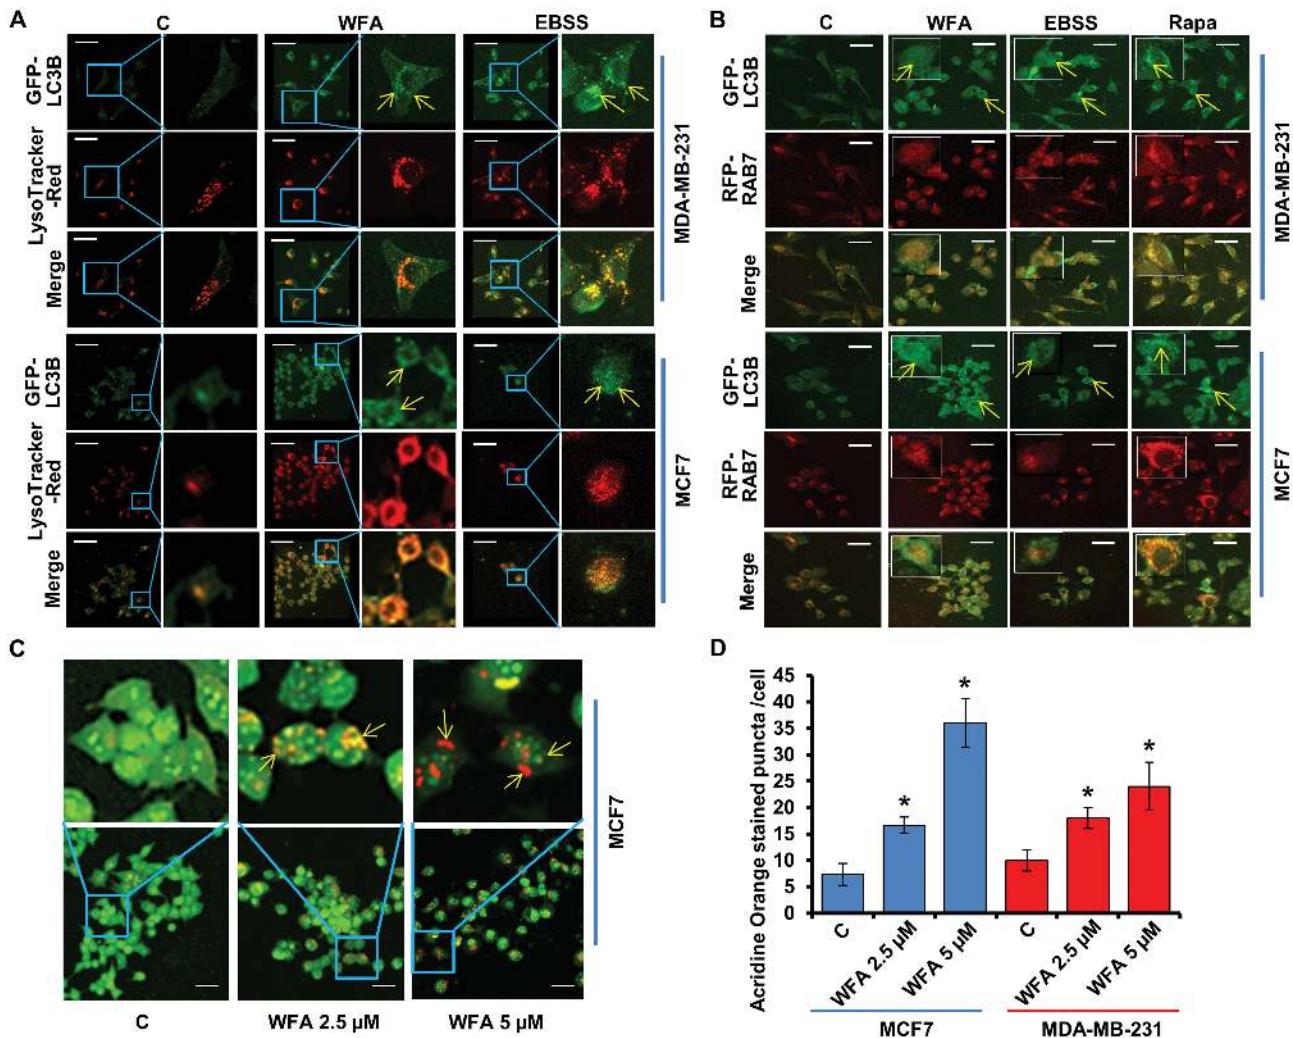 A
C
WFA
EBSS
GFP-
LC3B
LysoTracker
-Red
Merge
MDA-MB-231
GFP-
LC3B
LysoTracker
-Red
Merge
MCF7
B
C
WFA
EBSS
Rapa
GFP-
LC3B
RFP-
RAB7
Merge
MDA-MB-231
GFP-
LC3B
RFP-
RAB7
Merge
MCF7
C
MCF7
C
WFA 2.5 µM
WFA 5 µM
D
Acridine Orange stained puncta /cell
45
40
35
30
25
20
15
10
5
0
*
*
*
*
C
WFA 2.5 µM
WFA 5 µM
C
WFA 2.5 µM
WFA 5 µM
MCF7
MDA-MB-231